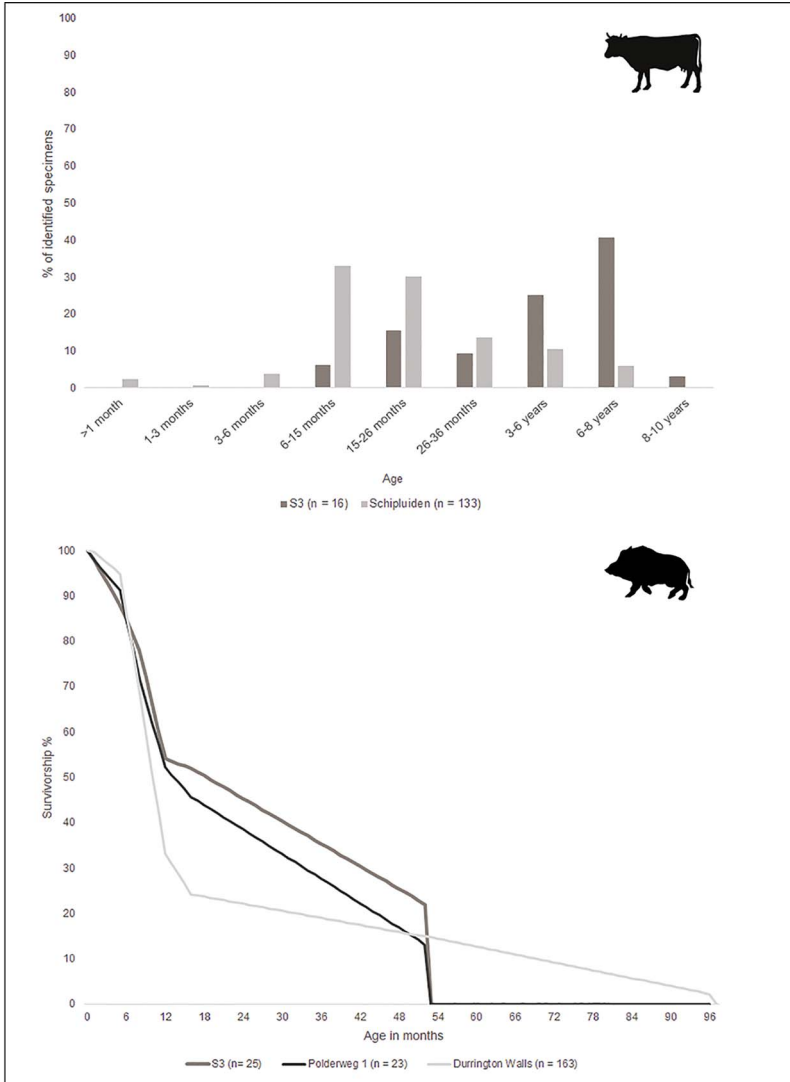 100
90
80
70
60
50
40
30
20
10
0
% of identified specimens
>1 month
1-3 months
3-6 months
6-15 months
15-26 months
26-36 months
3-6 years
6-8 years
8-10 years
Age
S3 (n = 16) Schipluiden (n = 133)
100
90
80
70
60
50
40
30
20
10
0
Survivorship %
0 6 12 18 24 30 36 42 48 54 60 66 72 78 84 90 96
Age in months
S3 (n= 25) Polderweg 1 (n = 23) Durrington Walls (n = 163)